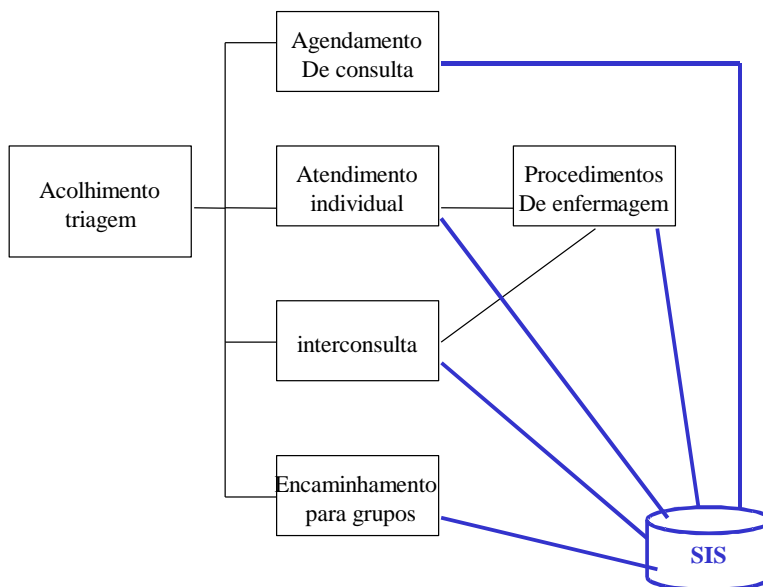 Agendamento
De consulta
Acolhimento
triagem
Atendimento
individual
Procedimentos
De enfermagem
interconsulta
Encaminhamento
para grupos
SIS